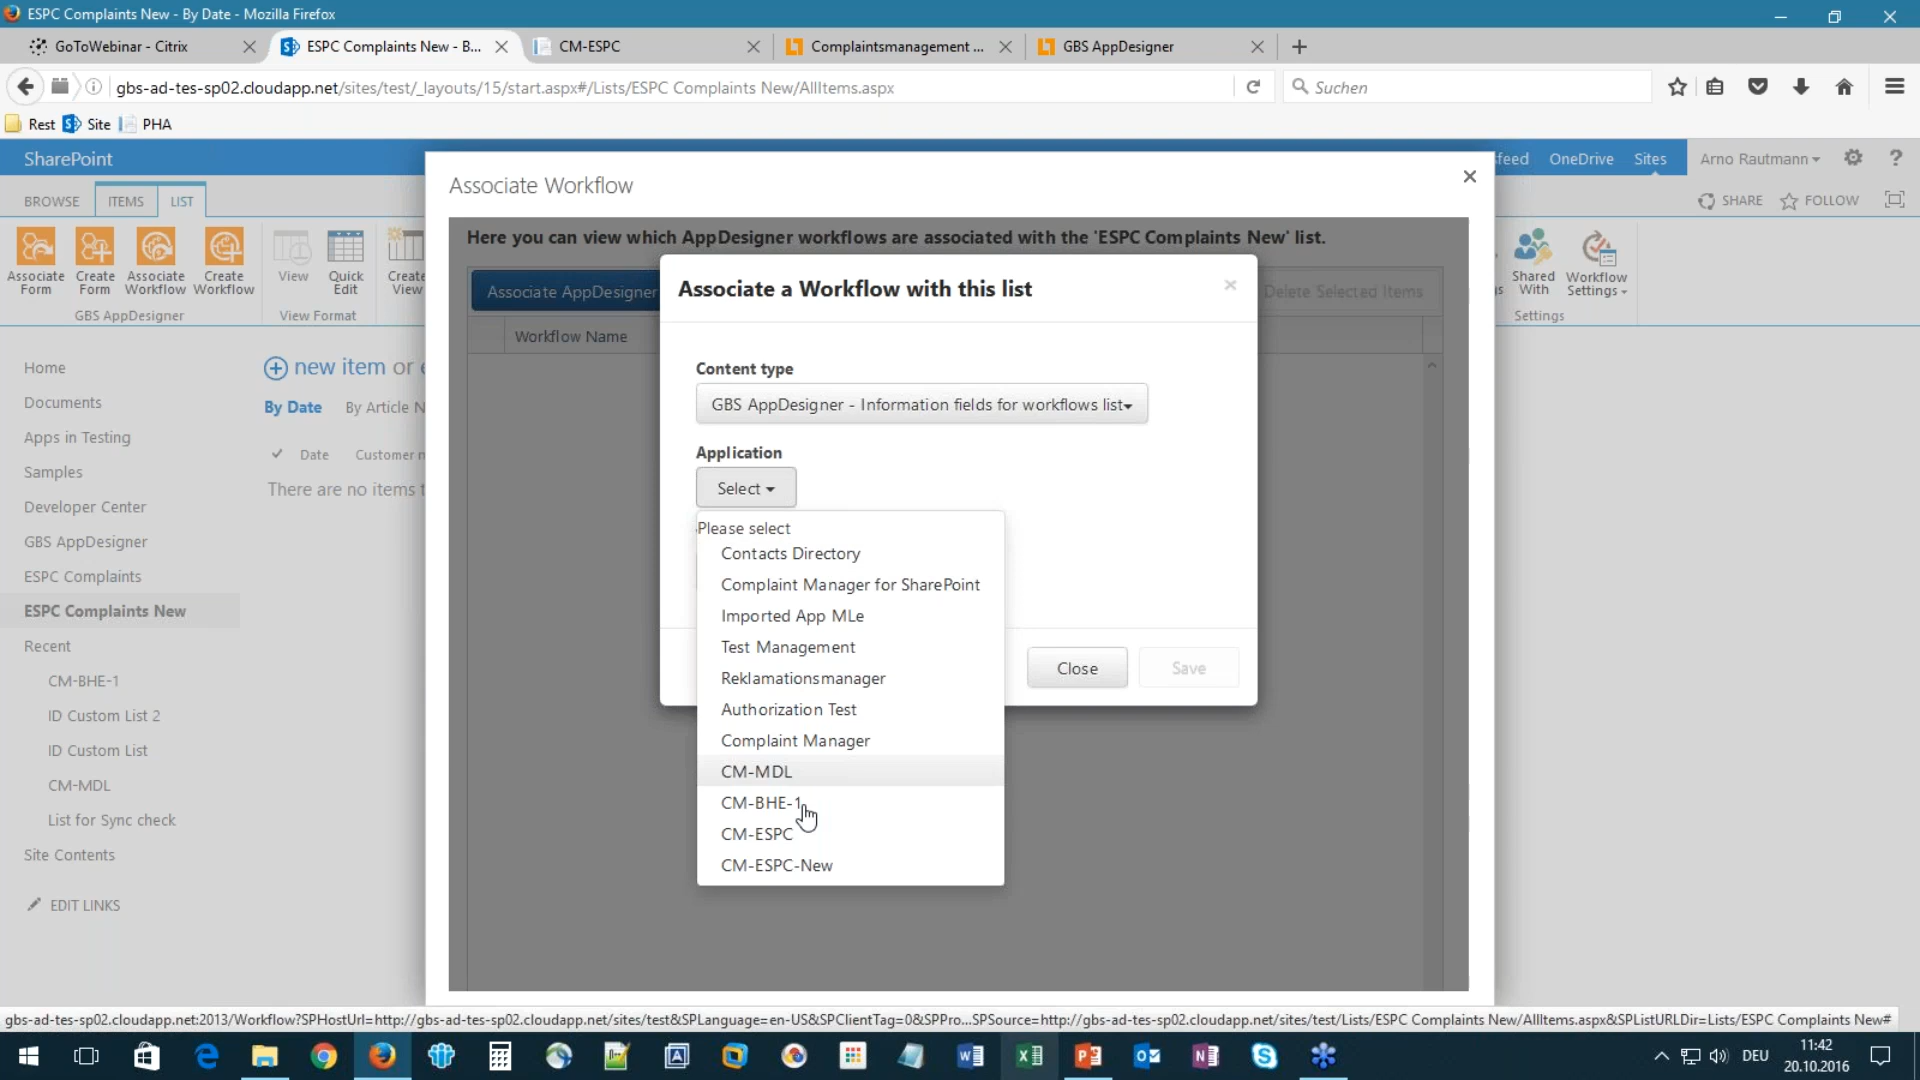 ESPC Complaints New - By Date - Mozilla Firefox
GoToWebinar - Citrix
ESPC Complaints New - B...
CM-ESPC
Complaintsmanagement ...
GBS AppDesigner
gbs-ad-tes-sp02.cloudapp.net/sites/test/_layouts/15/start.aspx#/Lists/ESPC Complaints New/AllItems.aspx
Suchen
Rest
Site
PHA
SharePoint
OneDrive
Sites
Arno Rautmann
BROWSE
ITEMS
LIST
SHARE
FOLLOW
Associate Form
Create Form
Associate Workflow
Create Workflow
View
Quick Edit
Create View
GBS AppDesigner
View Format
Shared With
Workflow Settings
Settings
Associate Workflow
Here you can view which AppDesigner workflows are associated with the 'ESPC Complaints New' list.
Associate AppDesigner
Delete Selected Items
Workflow Name
Associate a Workflow with this list
Content type
GBS AppDesigner - Information fields for workflows list
Application
Select
Please select
Contacts Directory
Complaint Manager for SharePoint
Imported App MLe
Test Management
Reklamationsmanager
Authorization Test
Complaint Manager
CM-MDL
CM-BHE-1
CM-ESPC
CM-ESPC-New
Close
Save
new item or
By Date
By Article N
Date
Customer
There are no items
Home
Documents
Apps in Testing
Samples
Developer Center
GBS AppDesigner
ESPC Complaints
ESPC Complaints New
Recent
CM-BHE-1
ID Custom List 2
ID Custom List
CM-MDL
List for Sync check
Site Contents
EDIT LINKS
gbs-ad-tes-sp02.cloudapp.net:2013/Workflow?SPHostUrl=http://gbs-ad-tes-sp02.cloudapp.net/sites/test&SPLanguage=en-US&SPClientTag=0&SPPro...SPSource=http://gbs-ad-tes-sp02.cloudapp.net/sites/test/Lists/ESPC Complaints New/AllItems.aspx&SPListURLDir=Lists/ESPC Complaints New#
DEU
11:42
20.10.2016